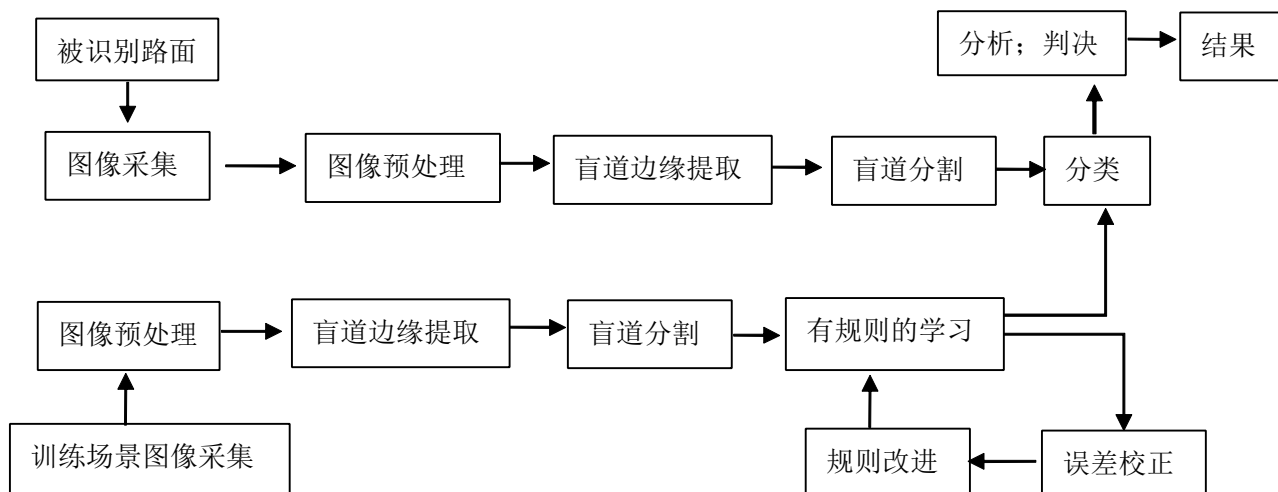 被识别路面
分析；判决
结果
图像采集
图像预处理
盲道边缘提取
盲道分割
分类
图像预处理
盲道边缘提取
盲道分割
有规则的学习
训练场景图像采集
规则改进
误差校正